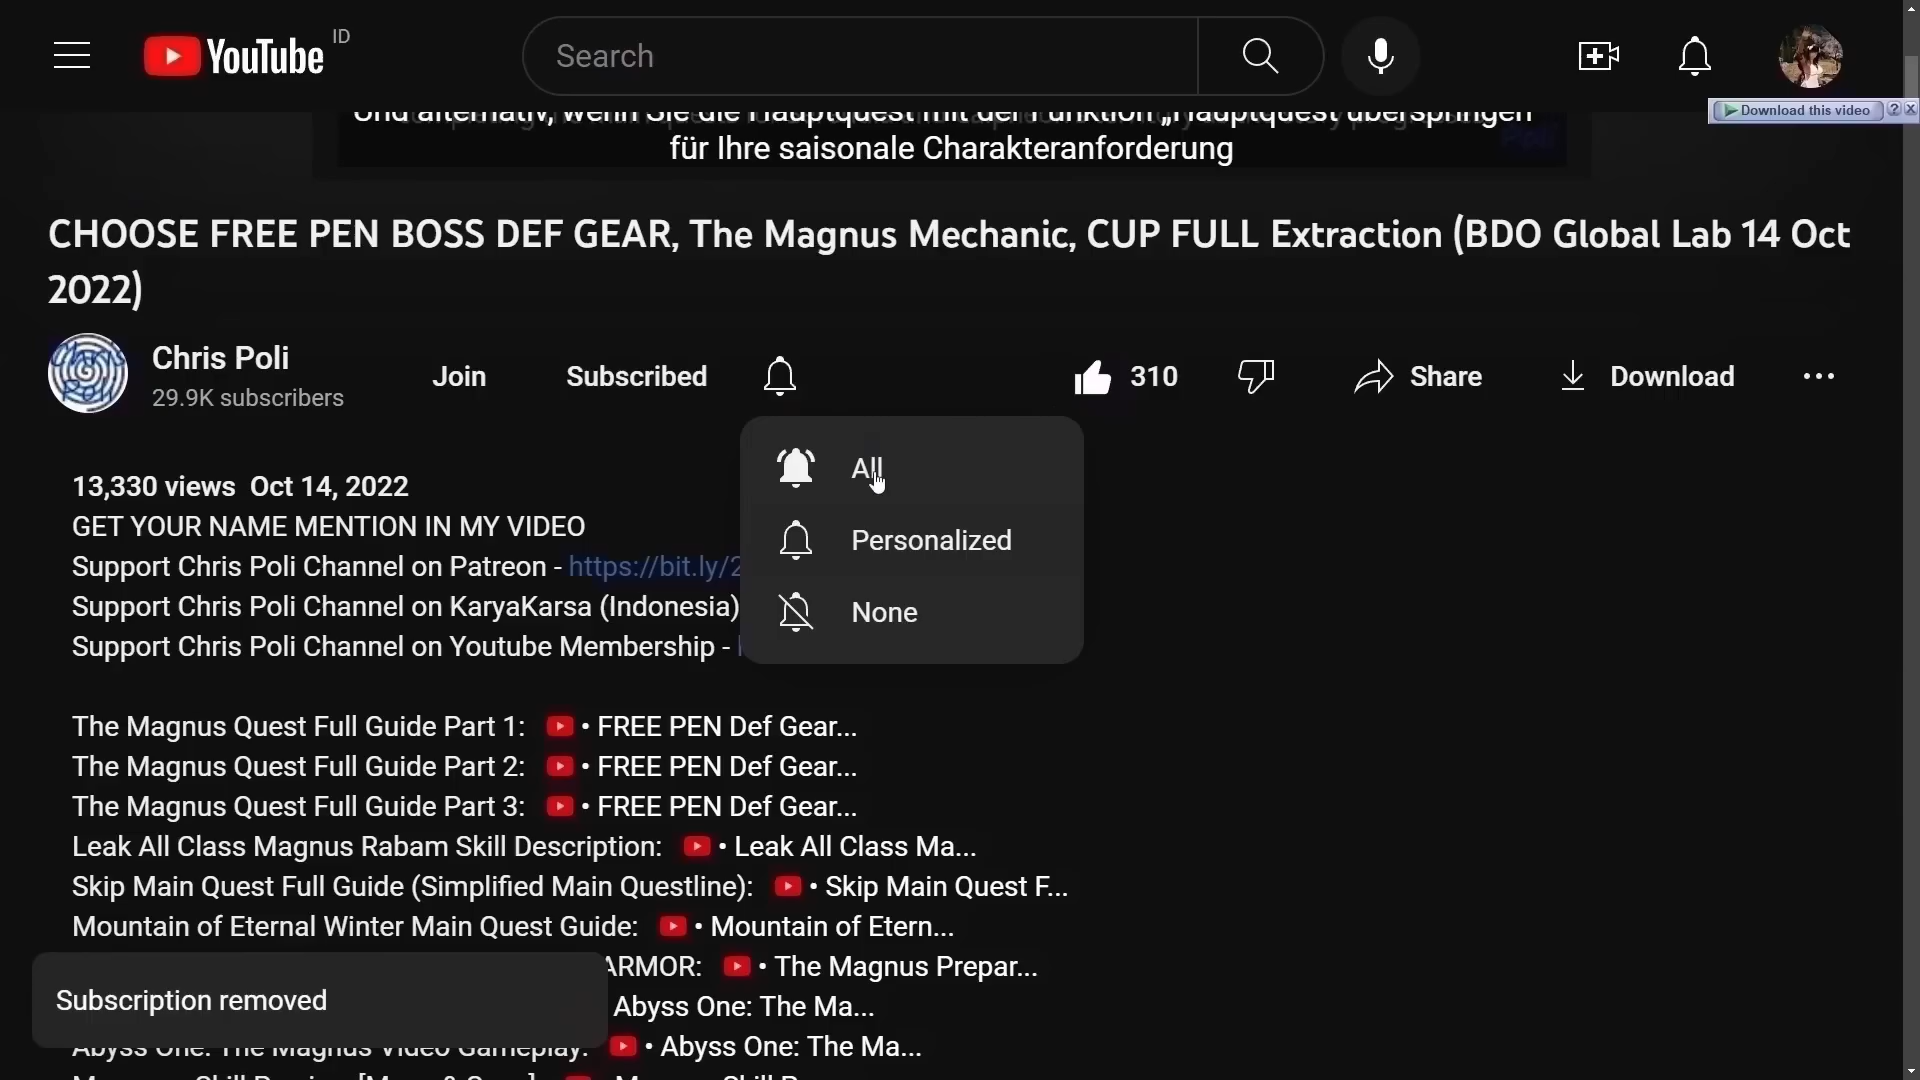 YouTube ID
Search
Download this video
für Ihre saisonale Charakteranforderung
CHOOSE FREE PEN BOSS DEF GEAR, The Magnus Mechanic, CUP FULL Extraction (BDO Global Lab 14 Oct
2022)
Chris Poli
29.9K subscribers
Join
Subscribed
310
Share
Download
All
Personalized
None
13,330 views Oct 14, 2022
GET YOUR NAME MENTION IN MY VIDEO
Support Chris Poli Channel on Patreon - https://bit.ly/2
Support Chris Poli Channel on KaryaKarsa (Indonesia)
Support Chris Poli Channel on Youtube Membership -
The Magnus Quest Full Guide Part 1: • FREE PEN Def Gear...
The Magnus Quest Full Guide Part 2: • FREE PEN Def Gear...
The Magnus Quest Full Guide Part 3: • FREE PEN Def Gear...
Leak All Class Magnus Rabam Skill Description: • Leak All Class Ma...
Skip Main Quest Full Guide (Simplified Main Questline): • Skip Main Quest F...
Mountain of Eternal Winter Main Quest Guide: • Mountain of Etern...
ARMOR: • The Magnus Prepar...
Abyss One: The Ma...
Abyss One: The Magnus Video Gameplay: • Abyss One: The Ma...
Subscription removed